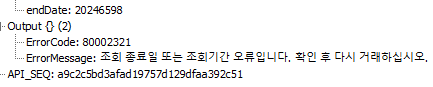 endDate: 20246598
Output {} (2)
ErrorCode: 80002321
ErrorMessage: 조회 종료일 또는 조회기간 오류입니다. 확인 후 다시 거래하십시오.
API_SEQ: a9c2c5bd3afad19757d129dfaa392c51